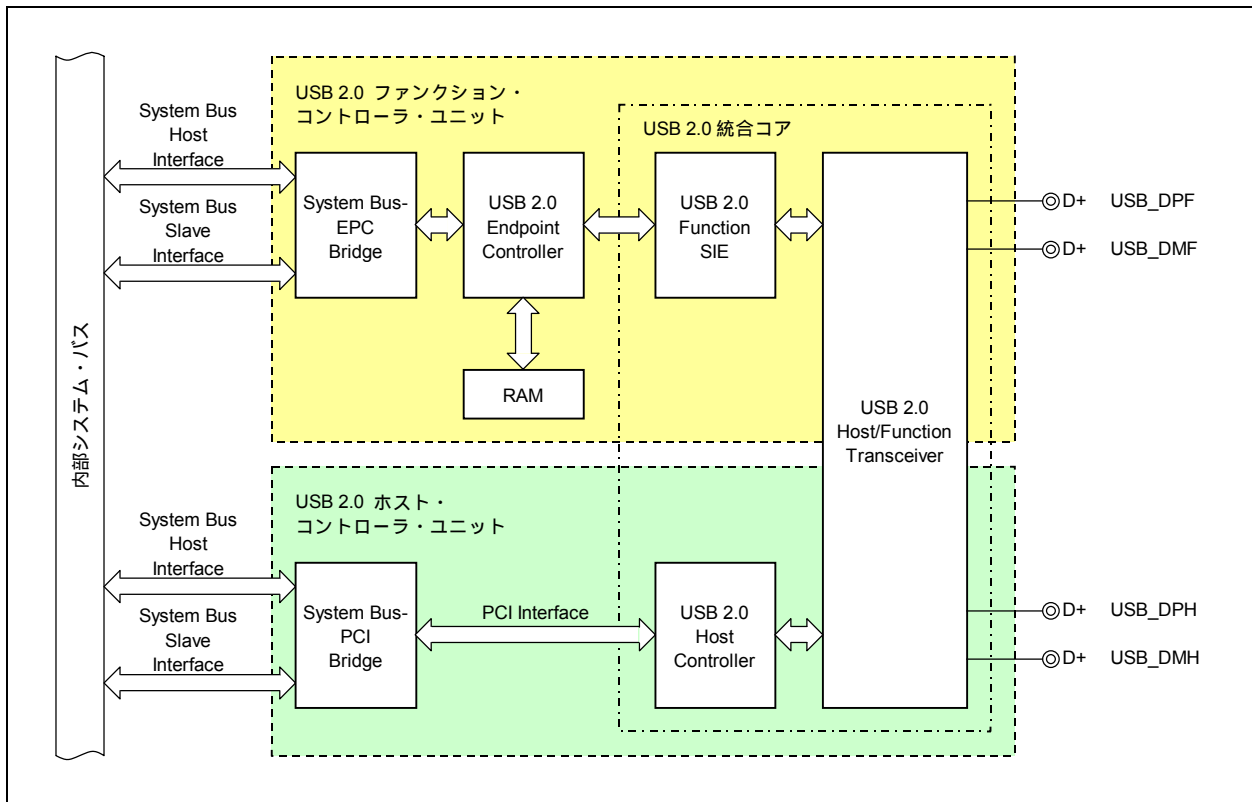 USB 2.0 ファンクション・
コントローラ・ユニット
USB 2.0 統合コア
System Bus
Host
Interface
System Bus
Slave
Interface
System Bus-
EPC
Bridge
USB 2.0
Endpoint
Controller
USB 2.0
Function
SIE
RAM
USB 2.0
Host/Function
Transceiver
D+ USB_DPF
D+ USB_DMF
内部システム・バス
USB 2.0 ホスト・
コントローラ・ユニット
System Bus
Host
Interface
System Bus
Slave
Interface
System Bus-
PCI
Bridge
PCI Interface
USB 2.0
Host
Controller
D+ USB_DPH
D+ USB_DMH